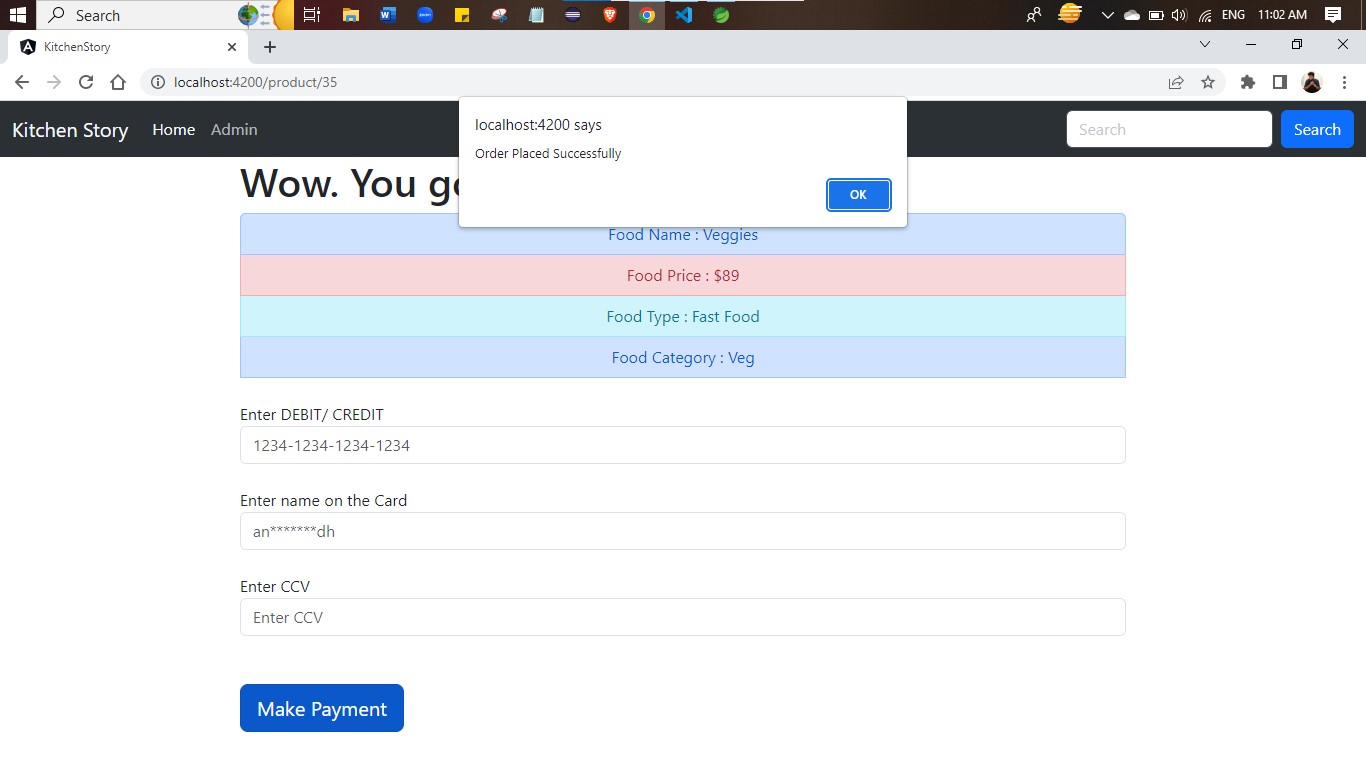 Search
ENG 11:02 AM
KitchenStory
localhost:4200/product/35
Kitchen Story Home Admin Search Search
localhost:4200 says
Order Placed Successfully
OK
Wow. You
Food Name : Veggies
Food Price : $89
Food Type : Fast Food
Food Category : Veg
Enter DEBIT/ CREDIT
1234-1234-1234-1234
Enter name on the Card
an*******dh
Enter CCV
Enter CCV
Make Payment